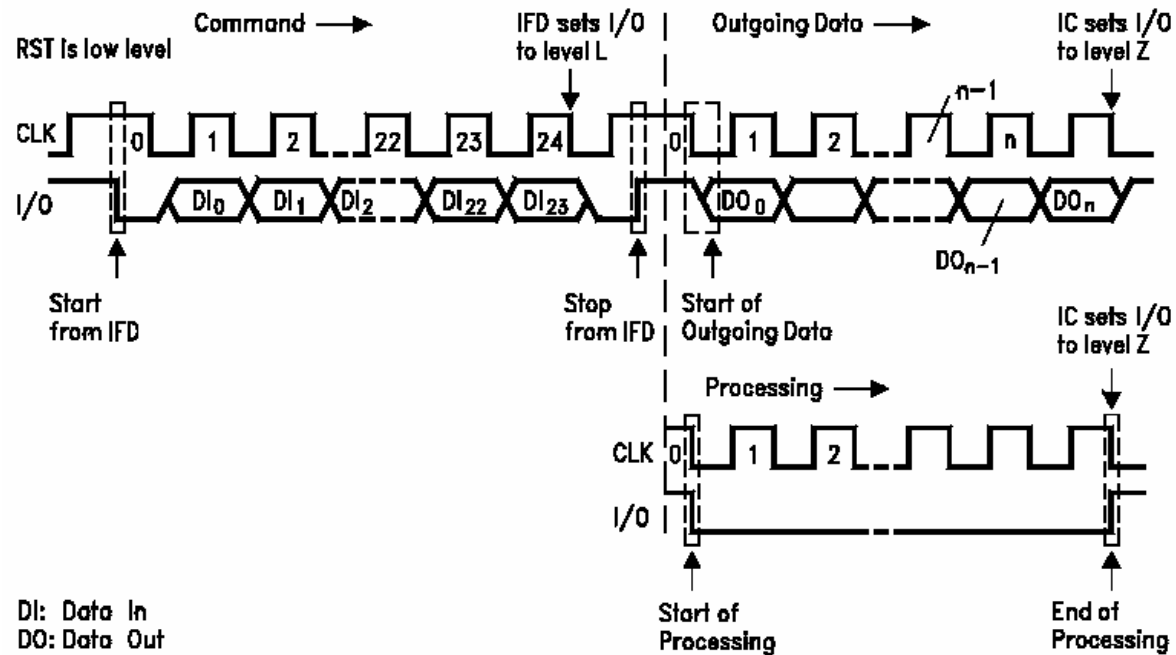 Command
IFD sets I/O
to level L
Outgoing Data
IC sets I/O
to level Z
RST is low level
n-1
CLK
0 1 2 22 23 24 0 1 2 n
I/O
DI0 DI1 DI2 DI22 DI23 DO0 DOn
DOn-1
Start
from IFD
Stop
from IFD
Start of
Outgoing Data
IC sets I/O
to level Z
Processing
CLK
0 1 2
I/O
DI: Data In
DO: Data Out
Start of
Processing
End of
Processing